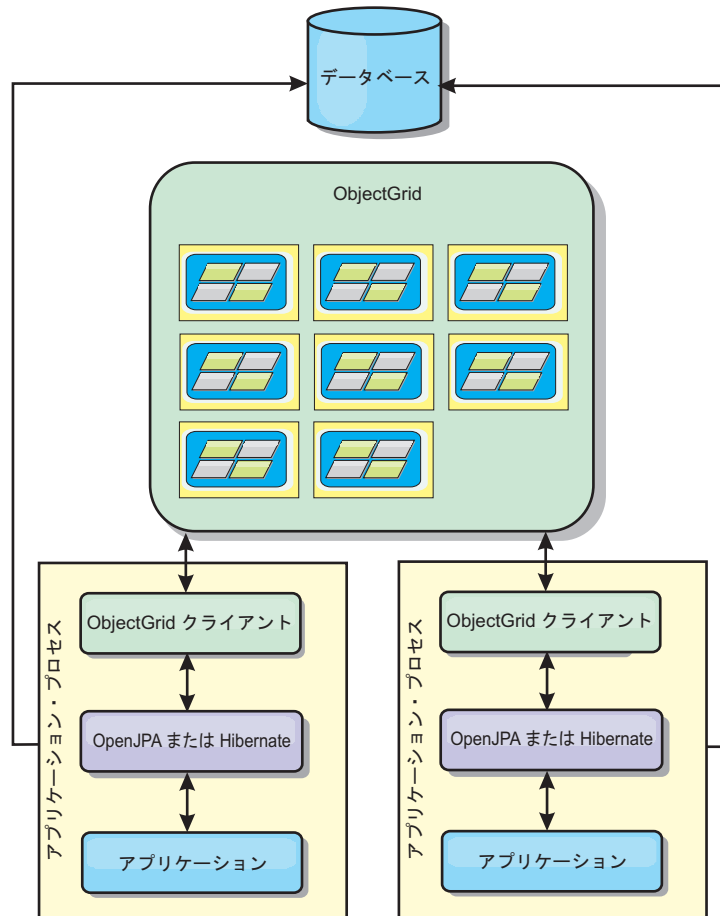 データベース
ObjectGrid
アプリケーション・プロセス
ObjectGrid クライアント
OpenJPA または Hibernate
アプリケーション
アプリケーション・プロセス
ObjectGrid クライアント
OpenJPA または Hibernate
アプリケーション